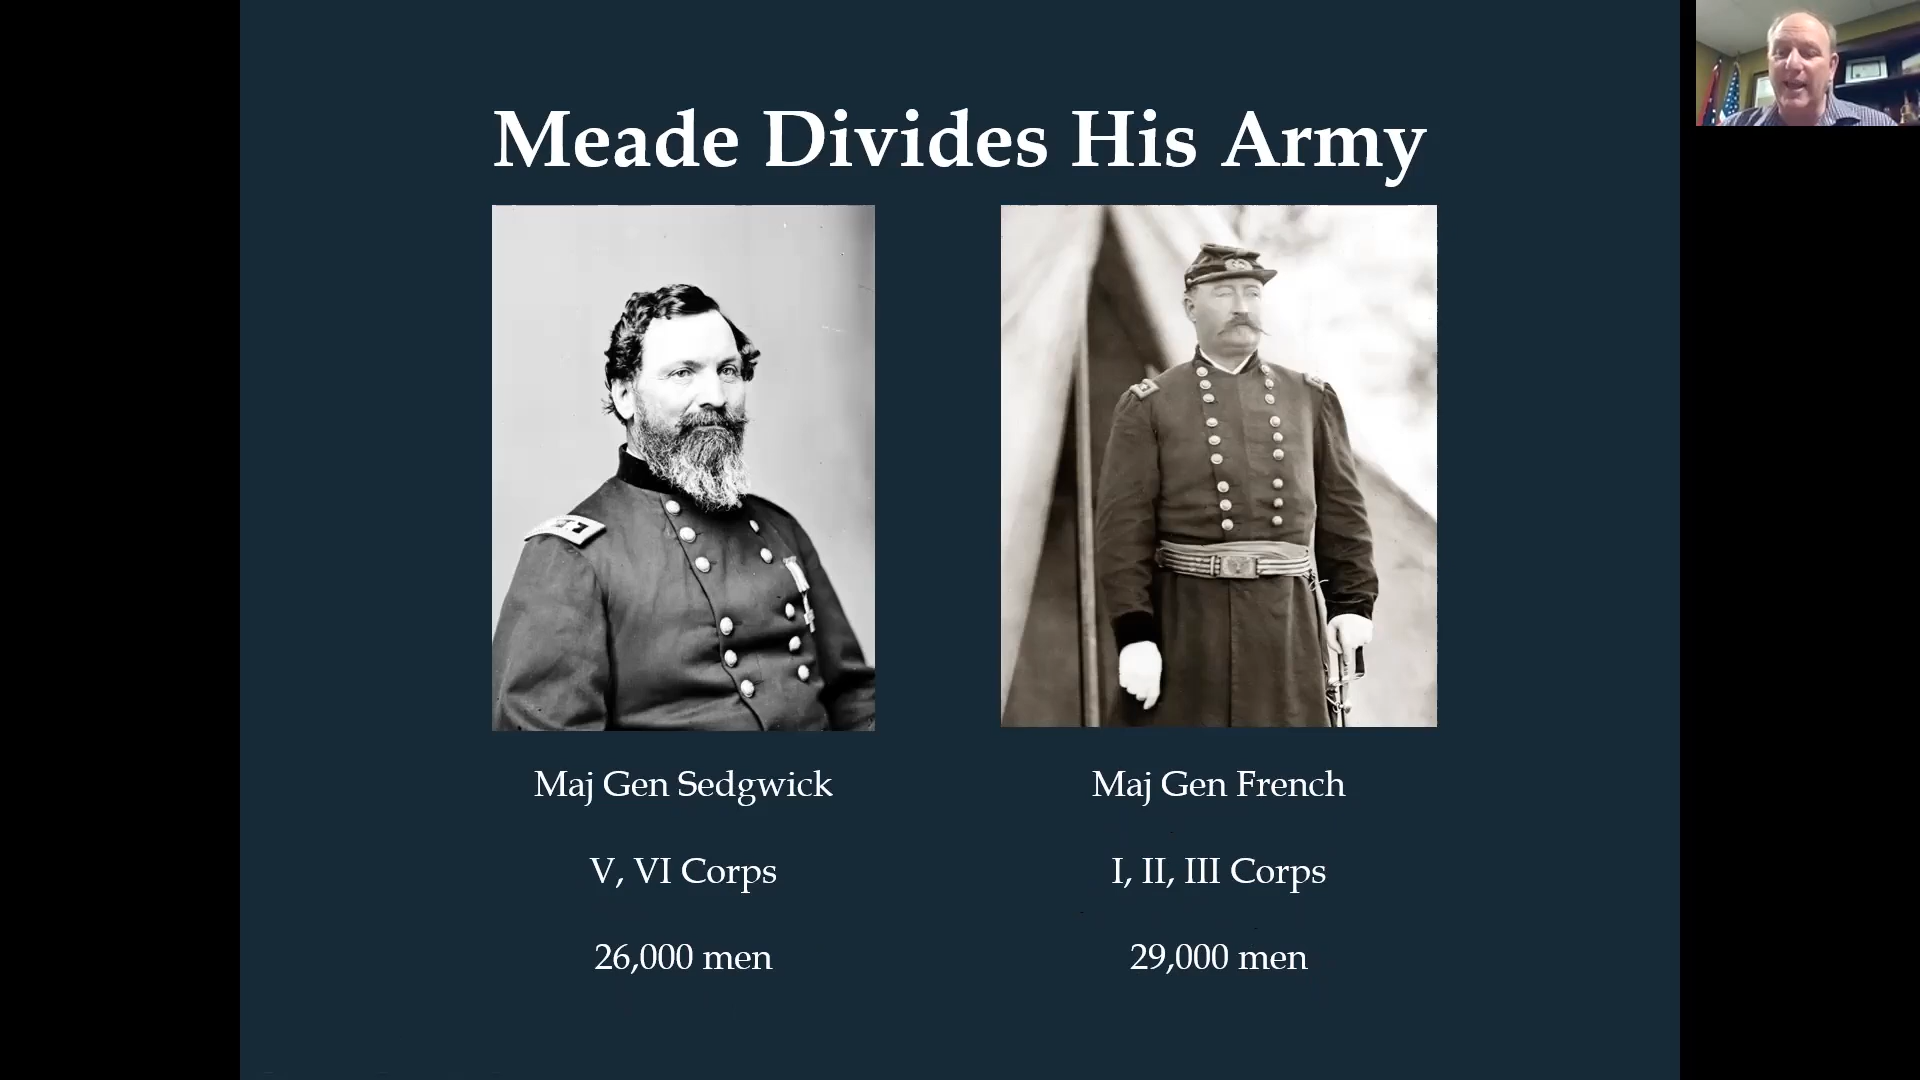 Meade Divides His Army
Maj Gen Sedgwick
V, VI Corps
26,000 men
Maj Gen French
I, II, III Corps
29,000 men